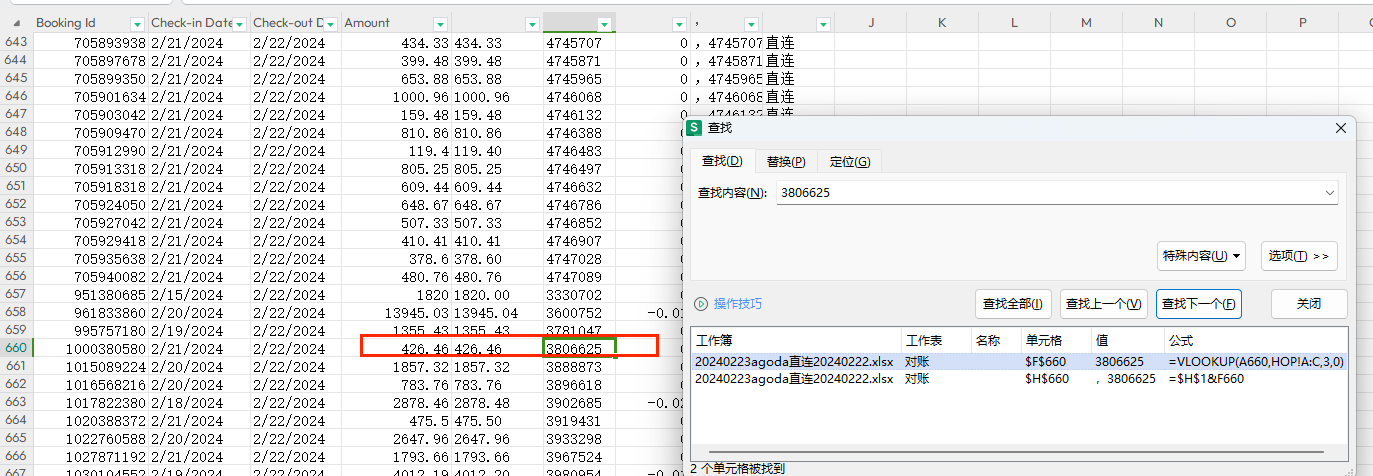 Booking Id Check-in Date Check-out D Amount ， J K L M N O P
643 705893938 2/21/2024 2/22/2024 434.33 434.33 4745707 0 ，4745707 直连
644 705897678 2/21/2024 2/22/2024 399.48 399.48 4745871 0 ，4745871 直连
645 705899350 2/21/2024 2/22/2024 653.88 653.88 4745965 0 ，4745965 直连
646 705901634 2/21/2024 2/22/2024 1000.96 1000.96 4746068 0 ，4746068 直连
647 705903042 2/21/2024 2/22/2024 159.48 159.48 4746132 0 ，4746132 直连
648 705909470 2/21/2024 2/22/2024 810.86 810.86 4746388
649 705912990 2/21/2024 2/22/2024 119.4 119.40 4746483
650 705913318 2/21/2024 2/22/2024 805.25 805.25 4746497
651 705918318 2/21/2024 2/22/2024 609.44 609.44 4746632
652 705924050 2/21/2024 2/22/2024 648.67 648.67 4746786
653 705927042 2/21/2024 2/22/2024 507.33 507.33 4746852
654 705929418 2/21/2024 2/22/2024 410.41 410.41 4746907
655 705935638 2/21/2024 2/22/2024 378.6 378.60 4747028
656 705940082 2/21/2024 2/22/2024 480.76 480.76 4747089
657 951380685 2/15/2024 2/22/2024 1820 1820.00 3330702
658 961833860 2/20/2024 2/22/2024 13945.03 13945.04 3600752
659 995757180 2/19/2024 2/22/2024 1355.43 1355.43 3781047
660 1000380580 2/21/2024 2/22/2024 426.46 426.46 3806625
661 1015089224 2/20/2024 2/22/2024 1857.32 1857.32 3888873
662 1016568216 2/21/2024 2/22/2024 783.76 783.76 3896618
663 1017822380 2/18/2024 2/22/2024 2878.46 2878.48 3902685 -0.02
664 1020388372 2/21/2024 2/22/2024 475.5 475.50 3919431
665 1022760588 2/20/2024 2/22/2024 2647.96 2647.96 3933298
666 1027871192 2/21/2024 2/22/2024 1793.66 1793.66 3967524
667 1030104552 2/19/2024 2/22/2024 4012.19 4012.20 3980954
S 查找
查找(D) 替换(P) 定位(G)
查找内容(N): 3806625
特殊内容(U) 选项(T) >>
操作技巧 查找全部(I) 查找上一个(V) 查找下一个(F) 关闭
工作簿 工作表 名称 单元格 值 公式
20240223agoda直连20240222.xlsx 对账 $F$660 3806625 =VLOOKUP(A660,HOP!A:C,3,0)
20240223agoda直连20240222.xlsx 对账 $H$660 ，3806625 =$H$1&F660
2 个单元格被找到